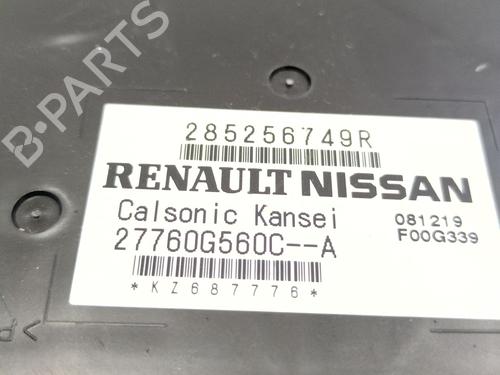 B-PARTS
285256749R
RENAULT NISSAN
Calsonic Kansei
081219
27760G560C--A
F00G339
*KZ687776*
>P